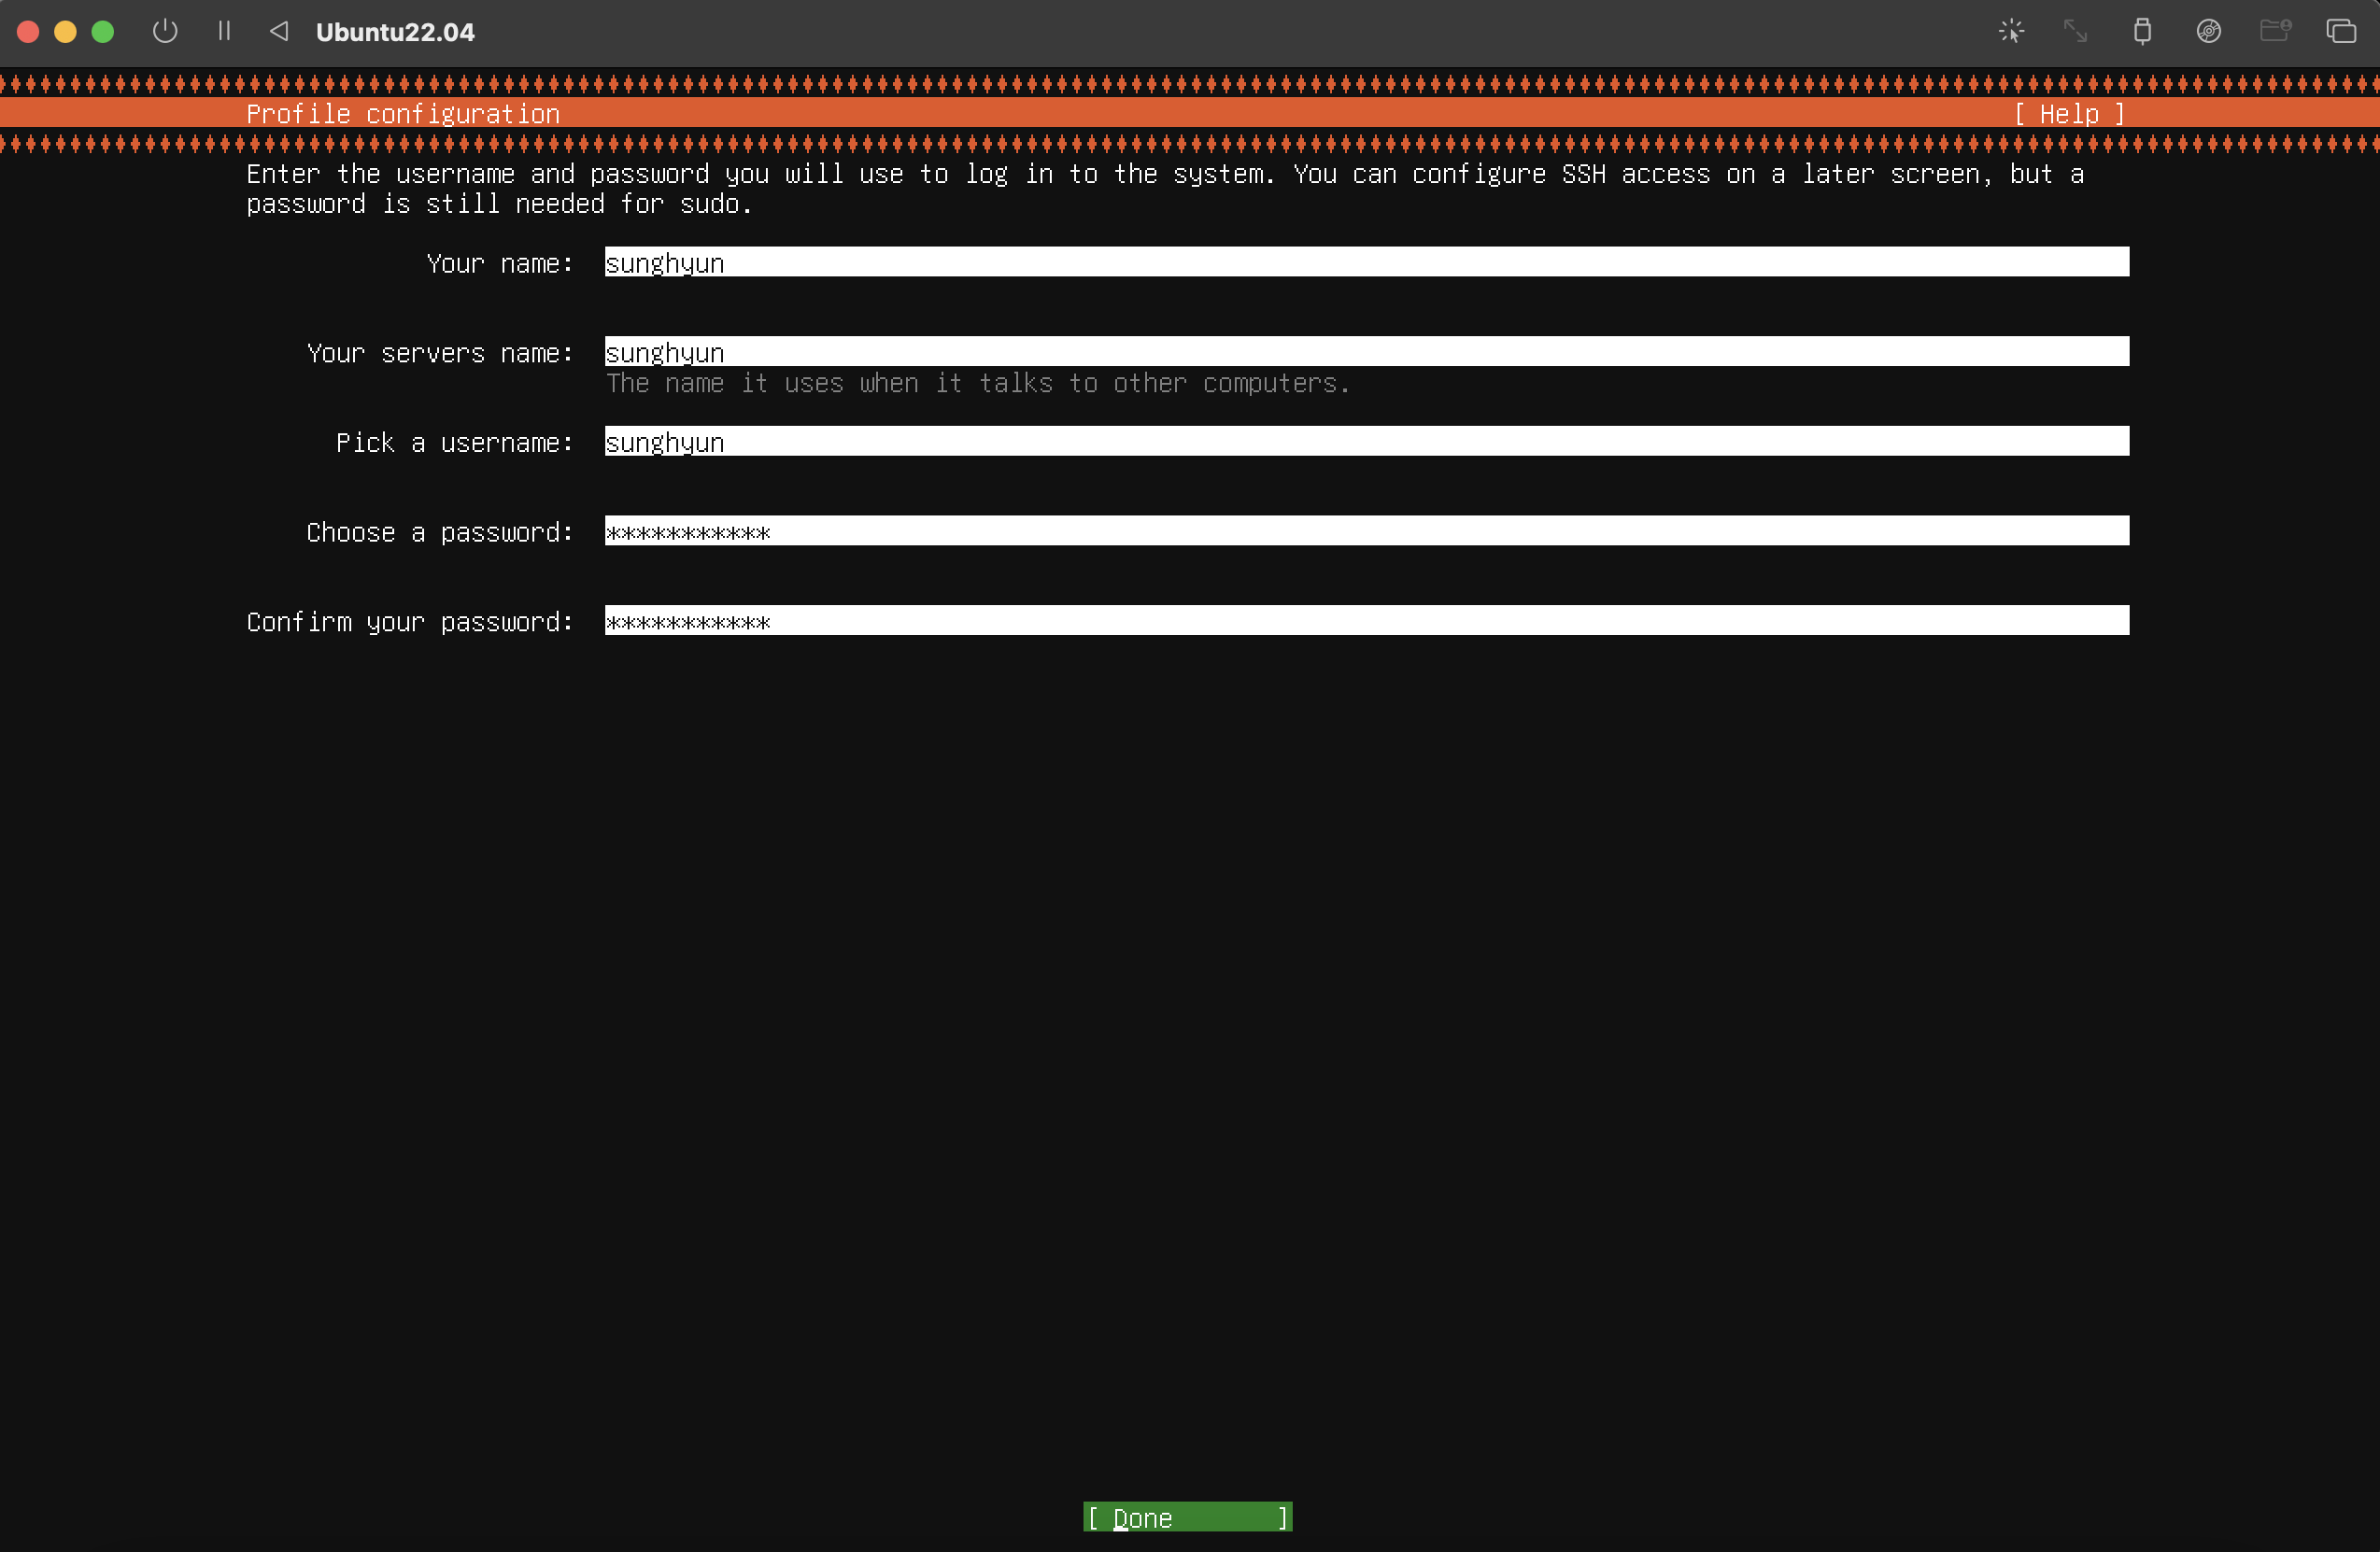 Ubuntu22.04
Profile configuration [ Help ]
Enter the username and password you will use to log in to the system. You can configure SSH access on a later screen, but a
password is still needed for sudo.
Your name: sunghyun
Your servers name: sunghyun
The name it uses when it talks to other computers.
Pick a username: sunghyun
Choose a password: ***********
Confirm your password: ***********
[ Done ]